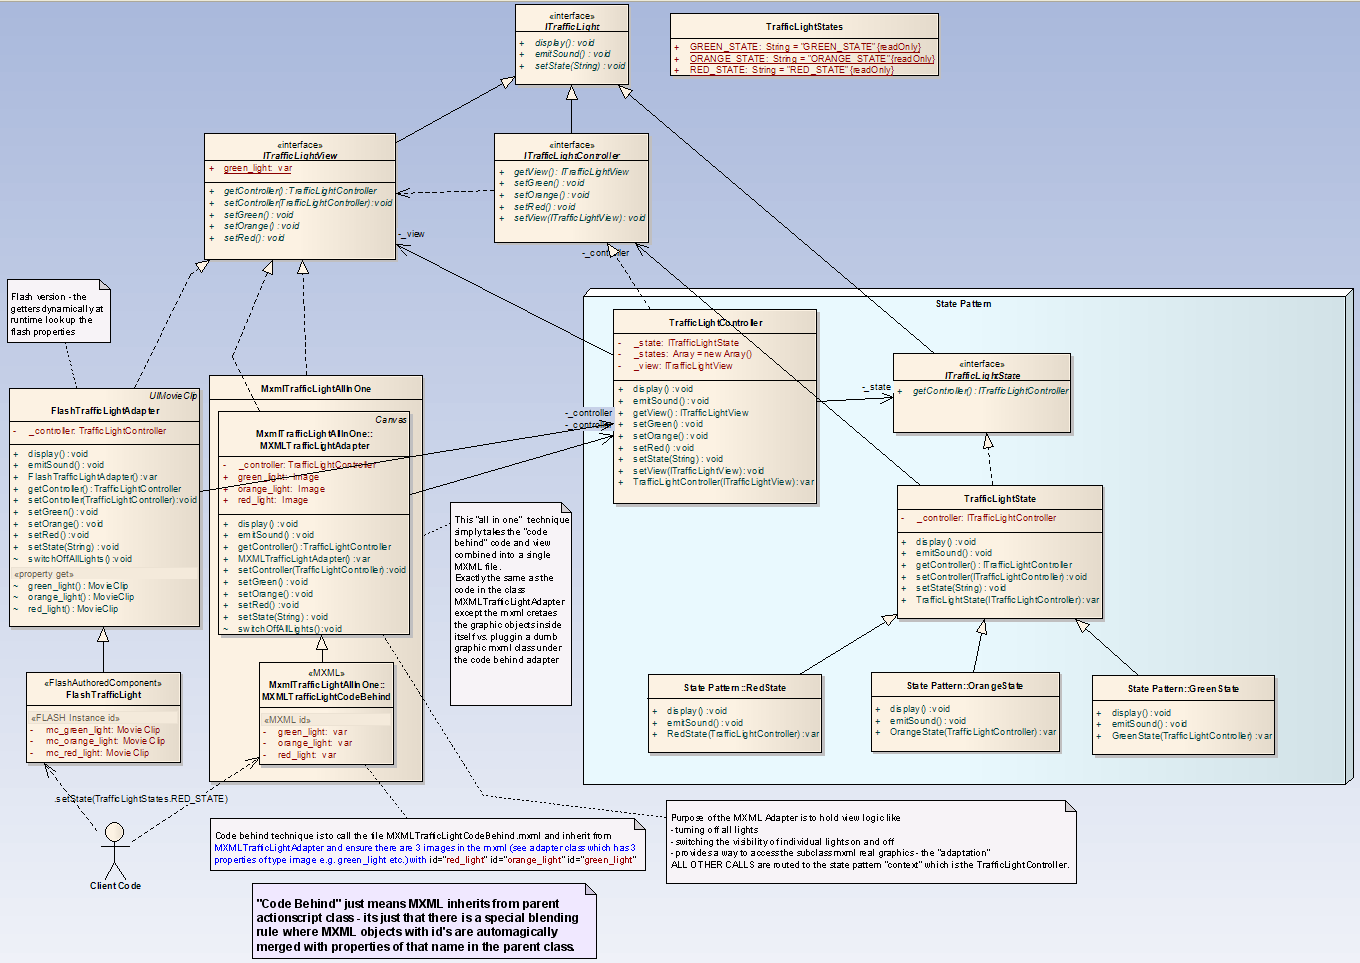 «interface»
ITrafficLight
+ display() : void
+ emitSound() : void
+ setState(String) : void
TrafficLightStates
+ GREEN_STATE: String = "GREEN_STATE" {readOnly}
+ ORANGE_STATE: String = "ORANGE_STATE" {readOnly}
+ RED_STATE: String = "RED_STATE" {readOnly}
«interface»
ITrafficLightView
+ green_light: var
+ getController() : TrafficLightController
+ setController(TrafficLightController) : void
+ setGreen() : void
+ setOrange() : void
+ setRed() : void
«interface»
ITrafficLightController
+ getView() : ITrafficLightView
+ setGreen() : void
+ setOrange() : void
+ setRed() : void
+ setView(ITrafficLightView) : void
-_view
-_controller
Flash version - the
getters dynamically at
runtime lookup the
flash properties
State Pattern
TrafficLightController
- _state: ITrafficLightState
- _states: Array = new Array()
- _view: ITrafficLightView
+ display() : void
+ emitSound() : void
+ getView() : ITrafficLightView
+ setGreen() : void
+ setOrange() : void
+ setRed() : void
+ setState(String) : void
+ setView(ITrafficLightView) : void
+ TrafficLightController(ITrafficLightView) : var
-_state
«interface»
ITrafficLightState
+ getController() : ITrafficLightController
UIMovieClip
FlashTrafficLightAdapter
- _controller: TrafficLightController
+ display() : void
+ emitSound() : void
+ FlashTrafficLightAdapter() : var
+ getController() : TrafficLightController
+ setController(TrafficLightController) : void
+ setGreen() : void
+ setOrange() : void
+ setRed() : void
+ setState(String) : void
~ switchOffAllLights() : void
«property get»
~ green_light() : MovieClip
~ orange_light() : MovieClip
~ red_light() : MovieClip
MxmlTrafficLightAllInOne
Canvas
MxmlTrafficLightAllInOne::
MXMLTrafficLightAdapter
- _controller: TrafficLightController
+ green_light: Image
+ orange_light: Image
+ red_light: Image
+ display() : void
+ emitSound() : void
+ getController() : TrafficLightController
+ MXMLTrafficLightAdapter() : var
+ setController(TrafficLightController) : void
+ setGreen() : void
+ setOrange() : void
+ setRed() : void
+ setState(String) : void
~ switchOffAllLights() : void
-_controller
-_controller
This "all in one" technique
simply takes the "code
behind" code and view
combined into a single
MXML file.
Exactly the same as the
code in the class
MXMLTrafficLightAdapter
except the mxml cretaes
the graphic objects inside
itself vs. pluggin a dumb
graphic mxml class under
the code behind adapter
TrafficLightState
- _controller: ITrafficLightController
+ display() : void
+ emitSound() : void
+ getController() : ITrafficLightController
+ setController(ITrafficLightController) : void
+ setState(String) : void
+ TrafficLightState(ITrafficLightController) : var
State Pattern::RedState
+ display() : void
+ emitSound() : void
+ RedState(TrafficLightController) : var
State Pattern::OrangeState
+ display() : void
+ emitSound() : void
+ OrangeState(TrafficLightController) : var
State Pattern::GreenState
+ display() : void
+ emitSound() : void
+ GreenState(TrafficLightController) : var
«FlashAuthoredComponent»
FlashTrafficLight
«FLASH Instance id»
- mc_green_light: Movie Clip
- mc_orange_light: Movie Clip
- mc_red_light: Movie Clip
«MXML»
MxmlTrafficLightAllInOne::
MXMLTrafficLightCodeBehind
«MXML id»
- green_light: var
- orange_light: var
- red_light: var
.setState(TrafficLightStates.RED_STATE)
Client Code
Code behind technique is to call the file MXMLTrafficLightCodeBehind.mxml and inherit from
MXMLTrafficLightAdapter and ensure there are 3 images in the mxml (see adapter class which has 3
properties of type image e.g. green_light etc.) with id="red_light" id="orange_light" id="green_light"
Purpose of the MXML Adapter is to hold view logic like
- turning off all lights
- switching the visibility of individual lights on and off
- provides a way to access the subclass mxml real graphics - the "adaptation"
ALL OTHER CALLS are routed to the state pattern "context" which is the TrafficLightController.
"Code Behind" just means MXML inherits from parent
actionscript class - its just that there is a special blending
rule where MXML objects with id's are automagically
merged with properties of that name in the parent class.